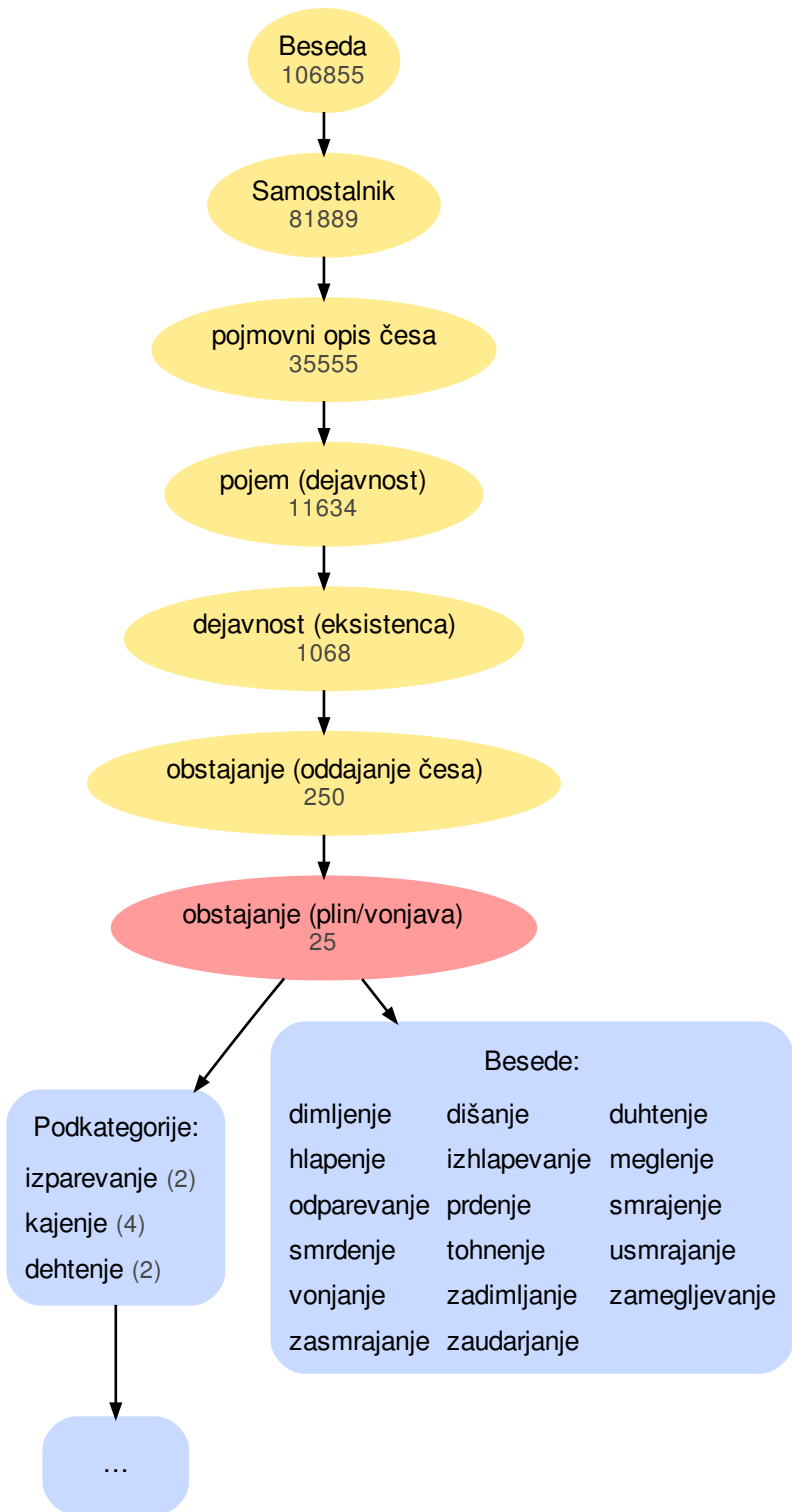 Beseda
106855
Samostalnik
81889
pojmovni opis česa
35555
pojem (dejavnost)
11634
dejavnost (eksistenca)
1068
obstajanje (oddajanje česa)
250
obstajanje (plin/vonjava)
25
Podkategorije:
izparevanje (2)
kajenje (4)
dehtenje (2)
...
Besede:
dimljenje dišanje duhtenje
hlapenje izhlapevanje meglenje
odparevanje prdenje smrajenje
smrdenje tohnenje usmrajanje
vonjanje zadimljanje zamegljevanje
zasmrajanje zaudarjanje